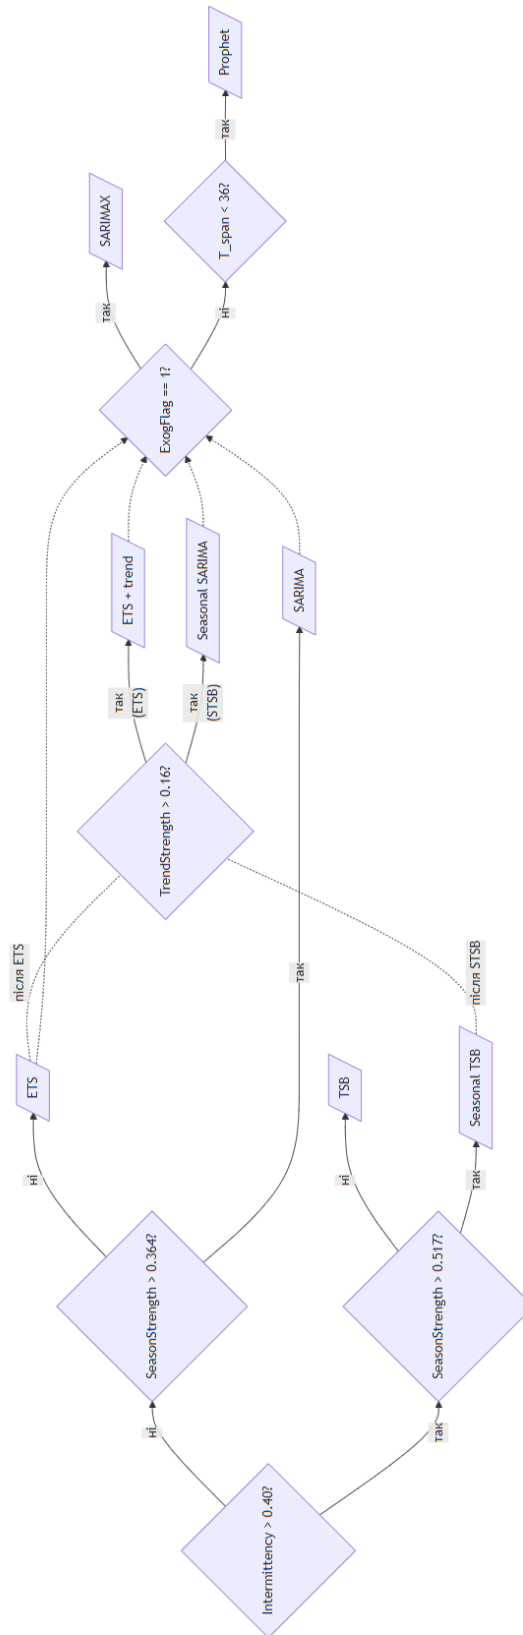 Intermittency > 0.40?
ні
так
SeasonStrength > 0.364?
SeasonStrength > 0.517?
ні
так
ні
так
ETS
TSB
Seasonal TSB
після ETS
після STSB
TrendStrength > 0.16?
так
(ETS)
так
(STSB)
ETS + trend
Seasonal SARIMA
SARIMA
ExogFlag == 1?
так
ні
SARIMAX
T_span < 36?
так
Prophet